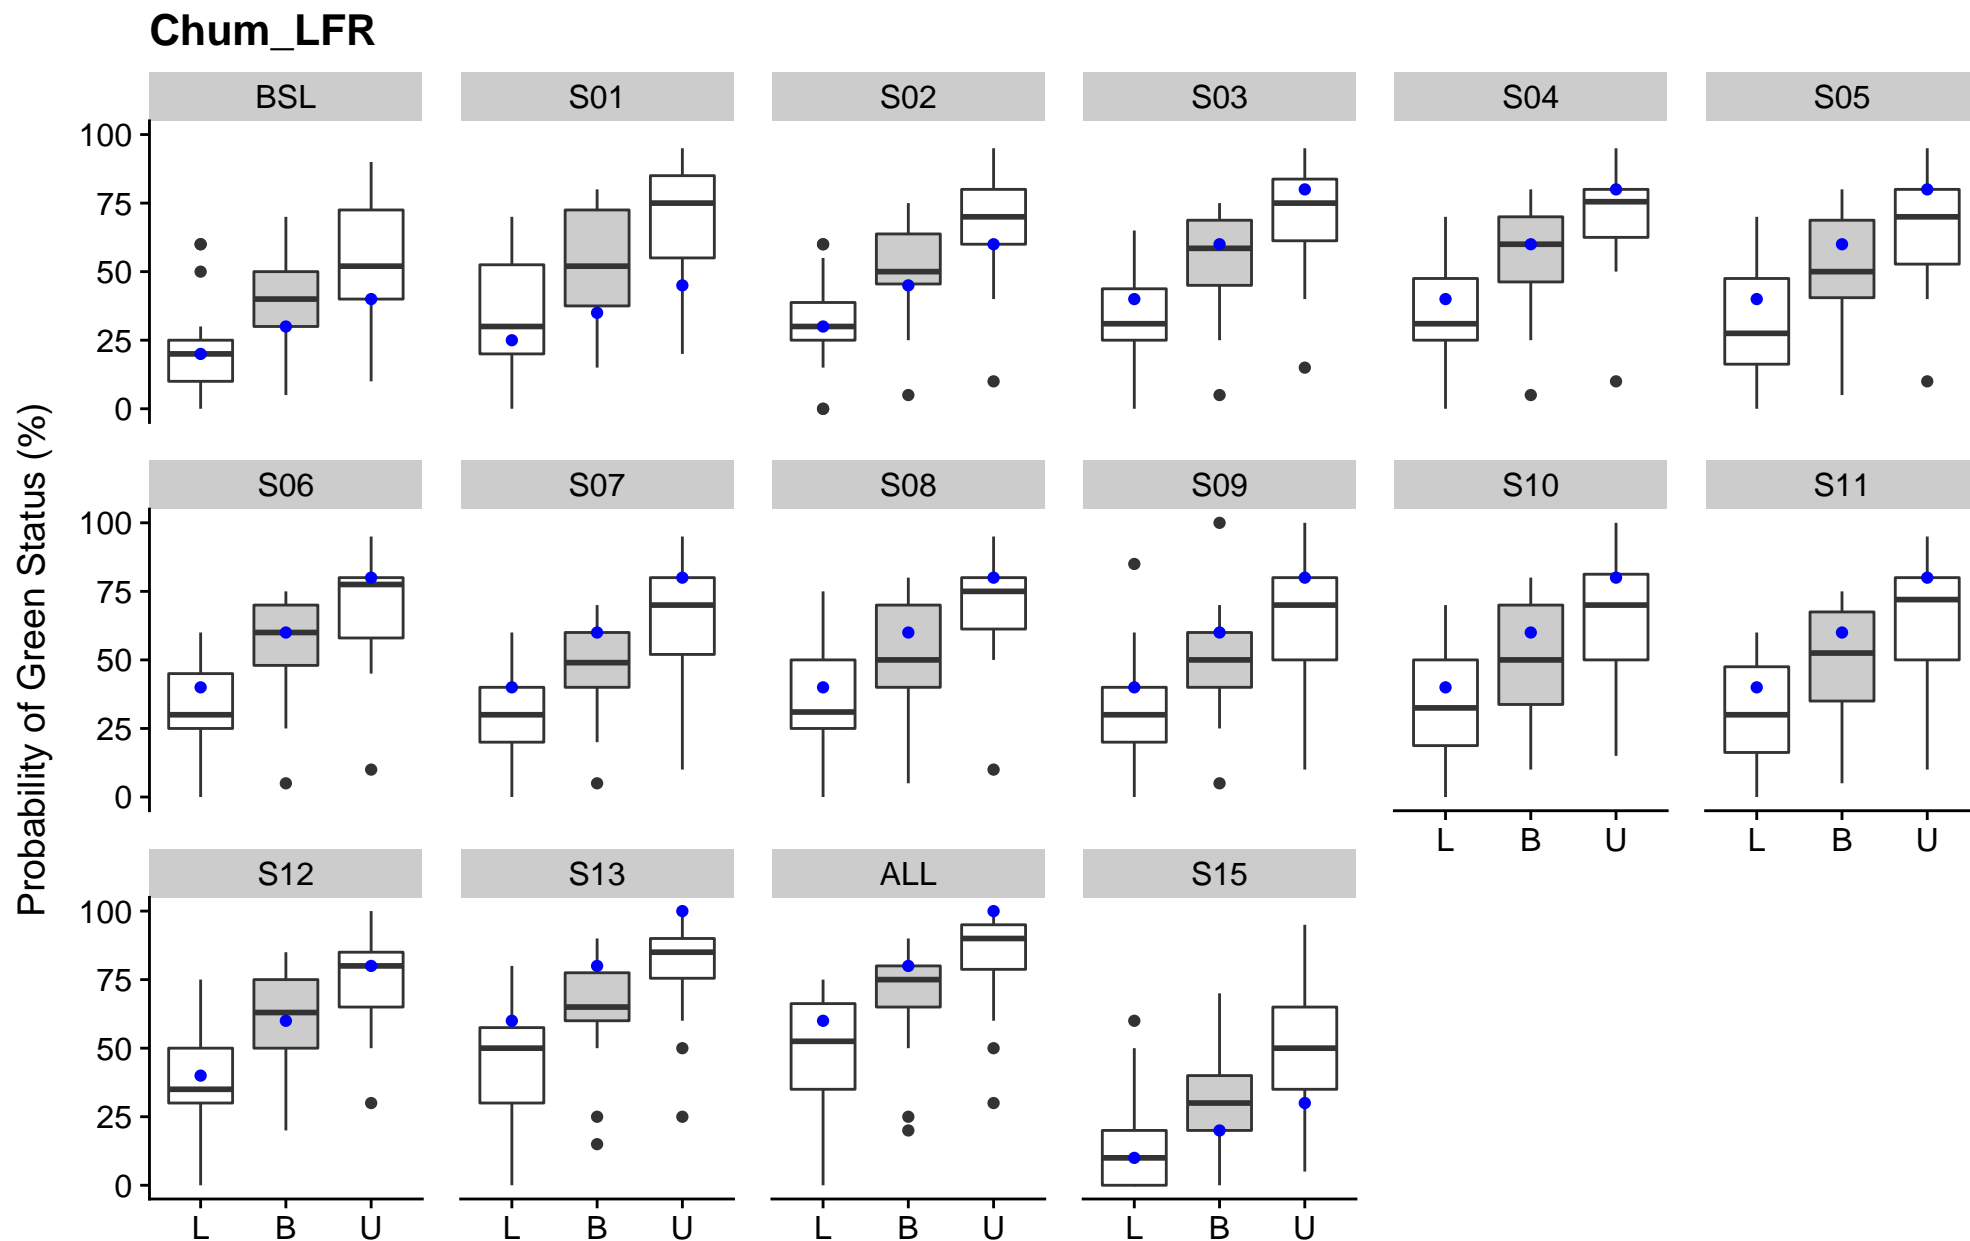 Chum_LFR
BSL S01 S02 S03 S04 S05
100
75
50
25
0
S06 S07 S08 S09 S10 S11
100
75
50
25
0
L B U L B U
S12 S13 ALL S15
100
75
50
25
0
L B U L B U L B U L B U
Probability of Green Status (%)